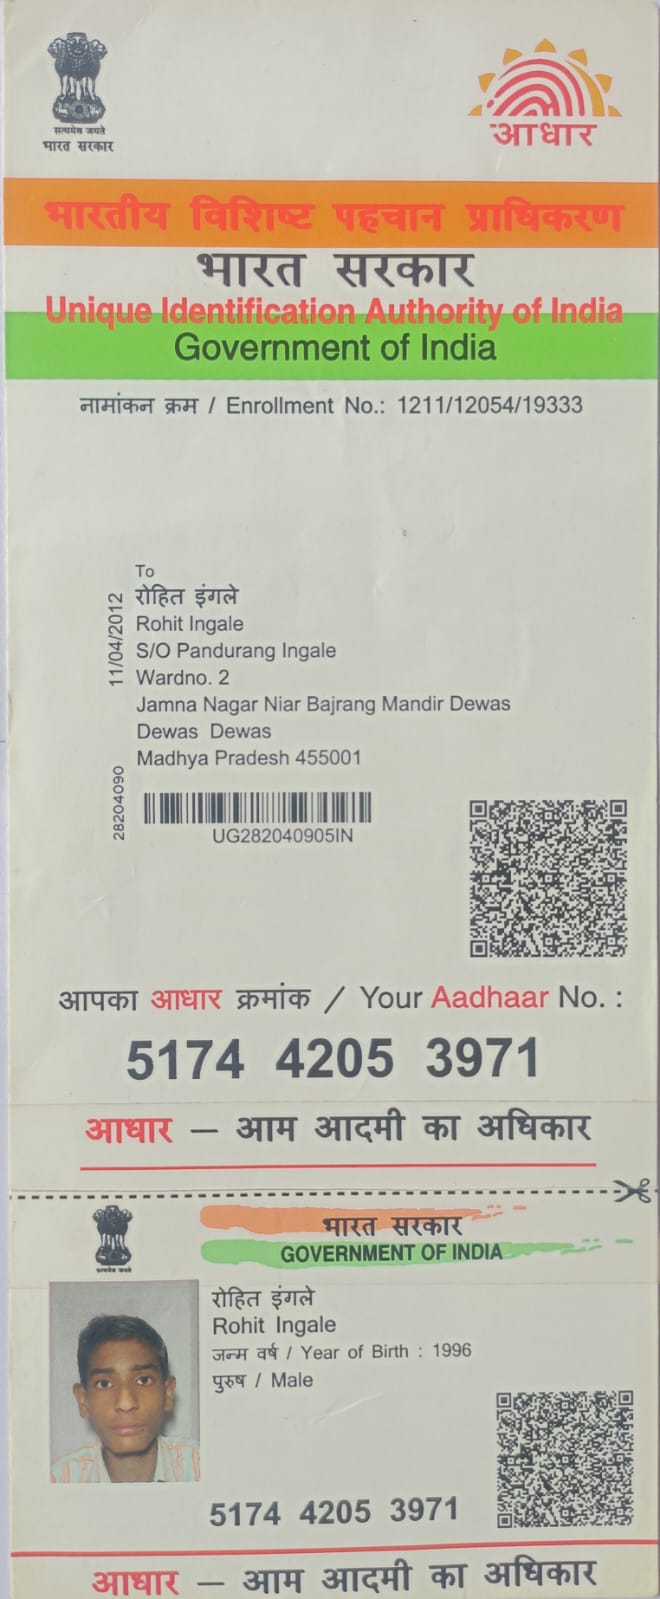 सत्यमेव जयते
भारत सरकार
आधार
भारतीय विशिष्ट पहचान प्राधिकरण
भारत सरकार
Unique Identification Authority of India
Government of India
नामांकन क्रम / Enrollment No.: 1211/12054/19333
To
रोहित इंगले
Rohit Ingale
S/O Pandurang Ingale
Wardno. 2
Jamna Nagar Niar Bajrang Mandir Dewas
Dewas Dewas
Madhya Pradesh 455001
11/04/2012
28204090
UG282040905IN
आपका आधार क्रमांक / Your Aadhaar No. :
5174 4205 3971
आधार — आम आदमी का अधिकार
भारत सरकार
GOVERNMENT OF INDIA
सत्यमेव जयते
रोहित इंगले
Rohit Ingale
जन्म वर्ष / Year of Birth : 1996
पुरुष / Male
5174 4205 3971
आधार — आम आदमी का अधिकार